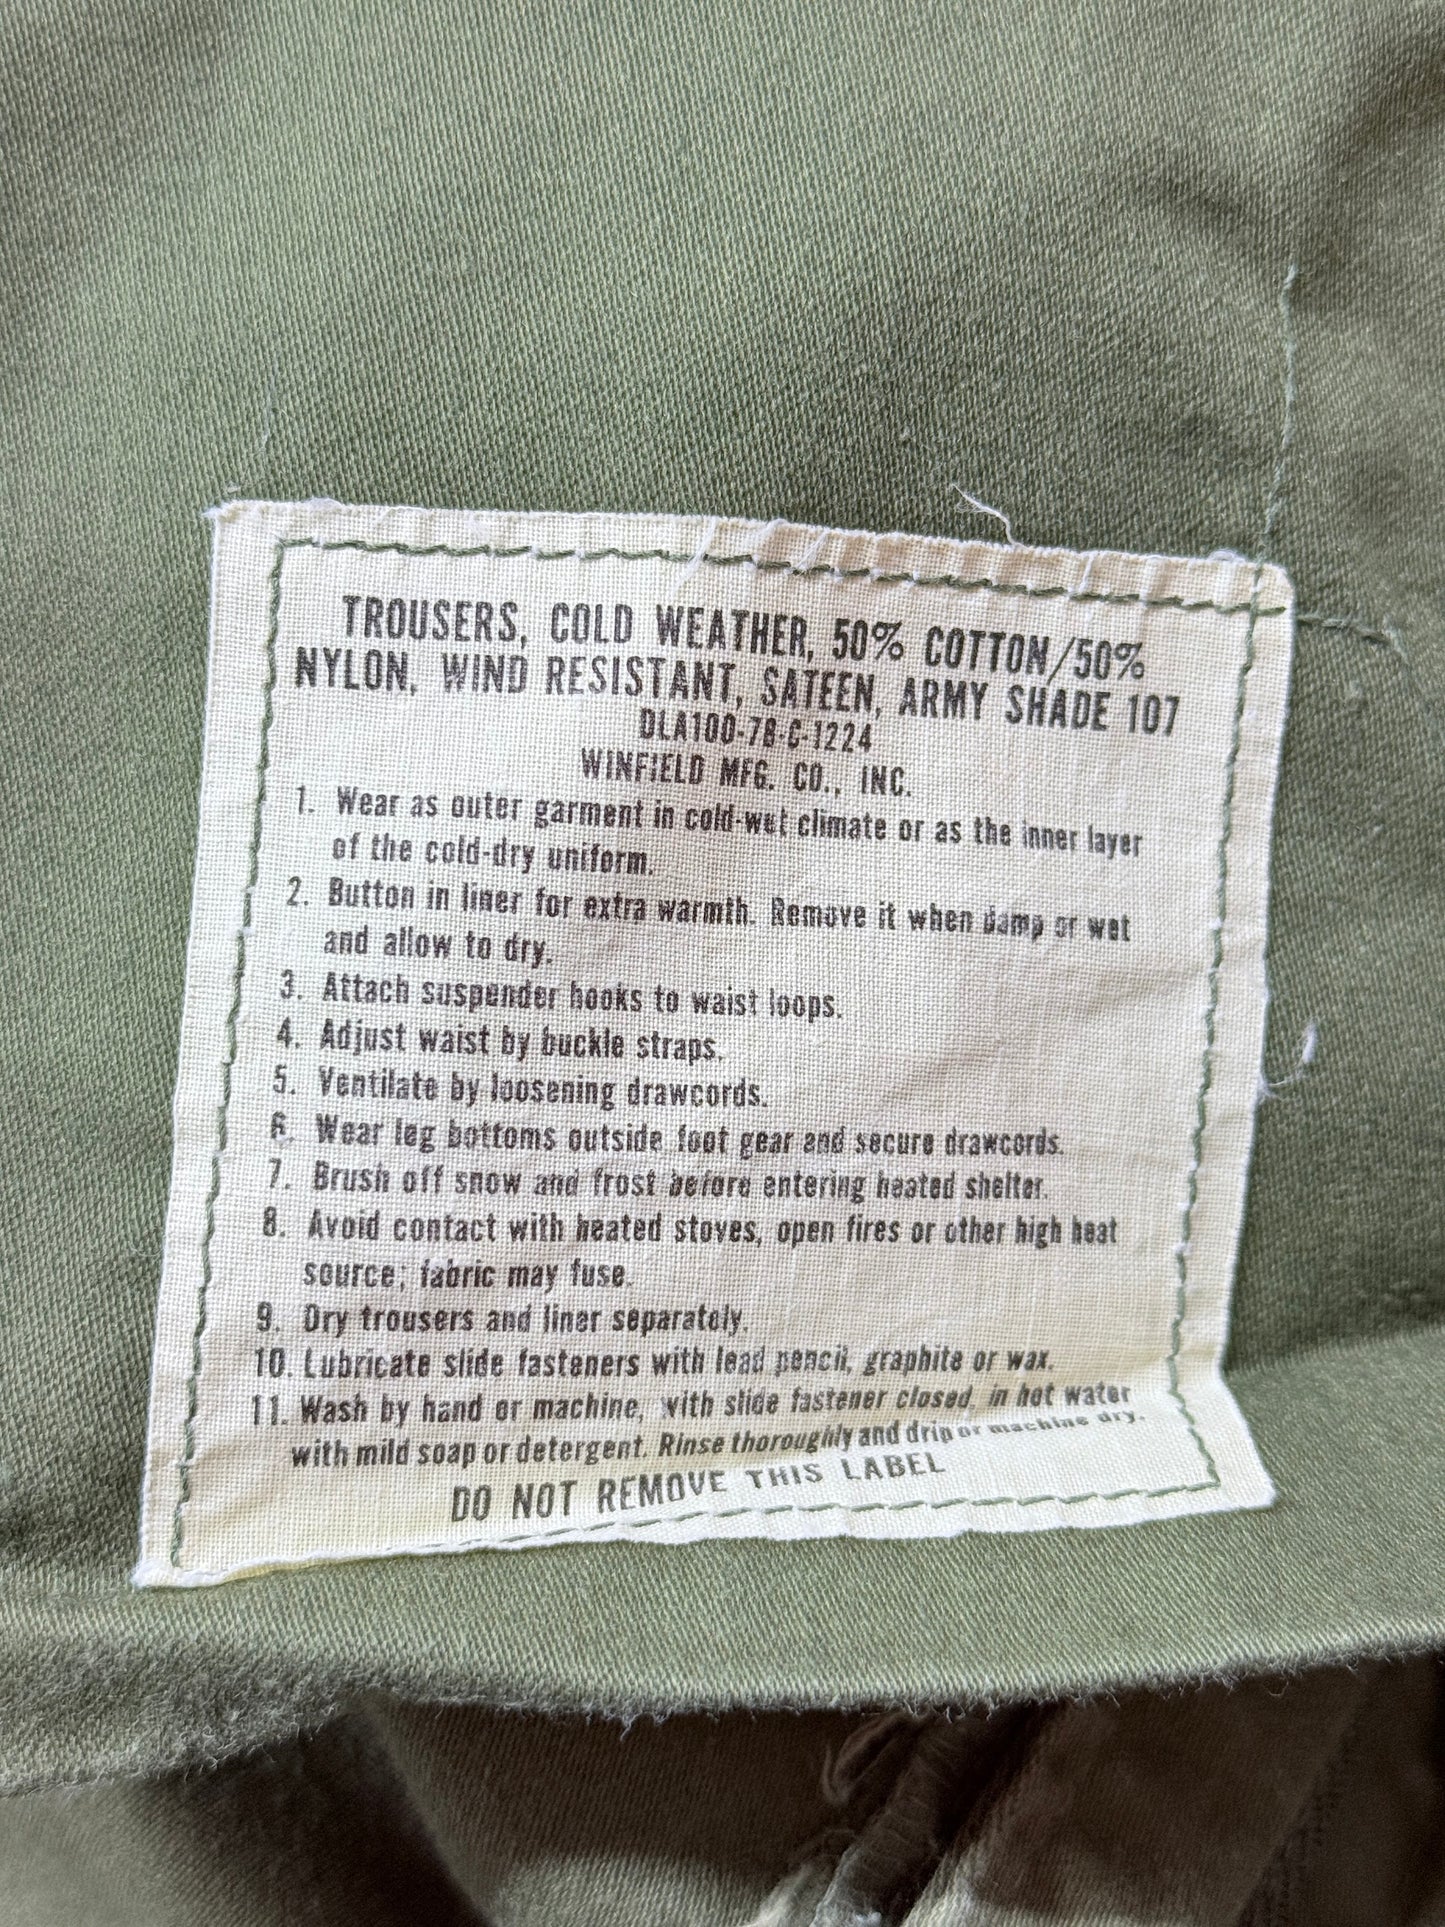 TROUSERS, COLD WEATHER, 50% COTTON/50%
NYLON, WIND RESISTANT, SATEEN, ARMY SHADE 107
DLA100-78-C-1224
WINFIELD MFG. CO., INC.
1. Wear as outer garment in cold-wet climate or as the inner layer
of the cold-dry uniform.
2. Button in liner for extra warmth. Remove it when damp or wet
and allow to dry.
3. Attach suspender hooks to waist loops.
4. Adjust waist by buckle straps.
5. Ventilate by loosening drawcords.
6. Wear leg bottoms outside foot gear and secure drawcords.
7. Brush off snow and frost before entering heated shelter.
8. Avoid contact with heated stoves, open fires or other high heat
source; fabric may fuse.
9. Dry trousers and liner separately.
10. Lubricate slide fasteners with lead pencil, graphite or wax.
11. Wash by hand or machine, with slide fastener closed, in hot water
with mild soap or detergent. Rinse thoroughly and drip or machine dry.
DO NOT REMOVE THIS LABEL